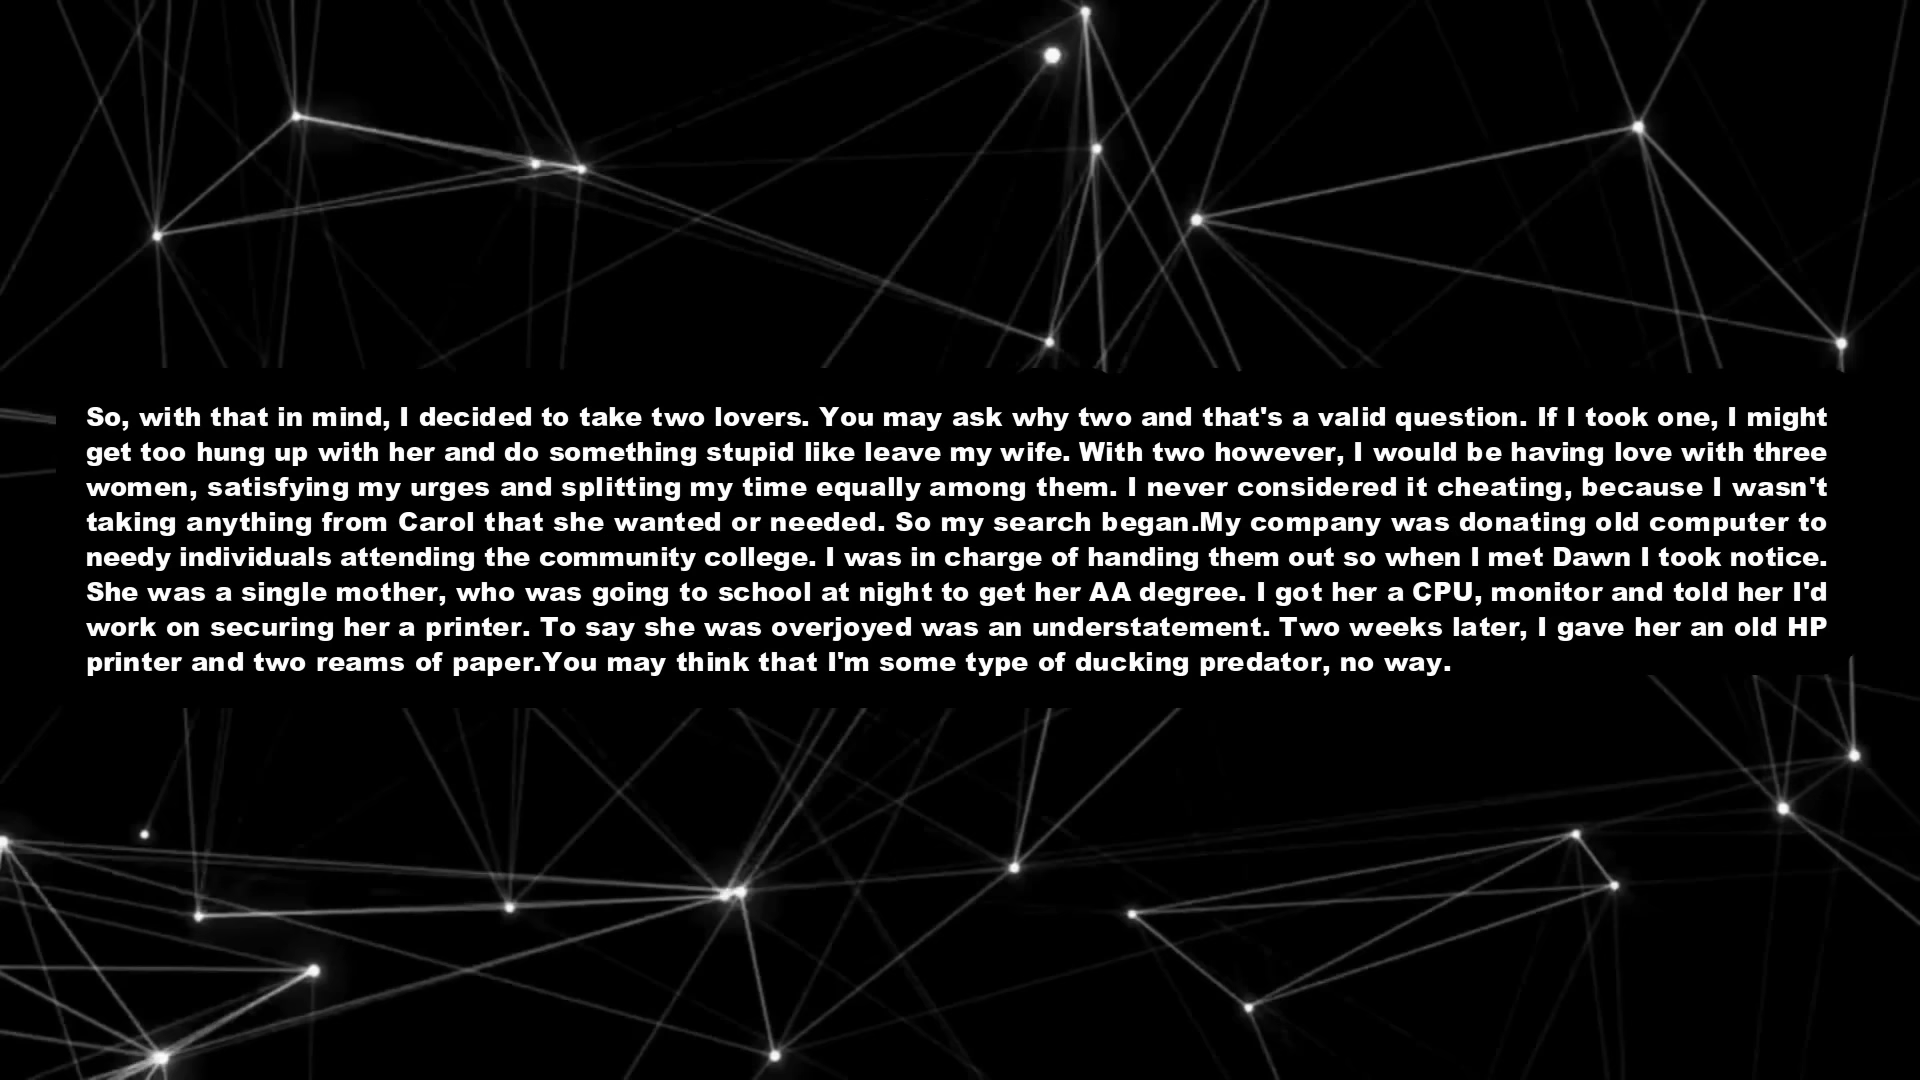 So, with that in mind, I decided to take two lovers. You may ask why two and that's a valid question. If I took one, I might
get too hung up with her and do something stupid like leave my wife. With two however, I would be having love with three
women, satisfying my urges and splitting my time equally among them. I never considered it cheating, because I wasn't
taking anything from Carol that she wanted or needed. So my search began.My company was donating old computer to
needy individuals attending the community college. I was in charge of handing them out so when I met Dawn I took notice.
She was a single mother, who was going to school at night to get her AA degree. I got her a CPU, monitor and told her I'd
work on securing her a printer. To say she was overjoyed was an understatement. Two weeks later, I gave her an old HP
printer and two reams of paper.You may think that I'm some type of ducking predator, no way.